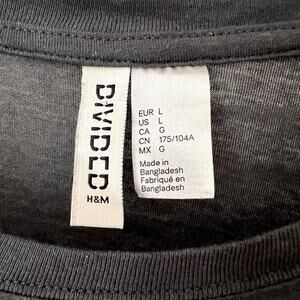 DIVIDED
H&M
EUR L
US L
CA G
CN 175/104A
MX G
Made in
Bangladesh
Fabriqué en
Bangladesh